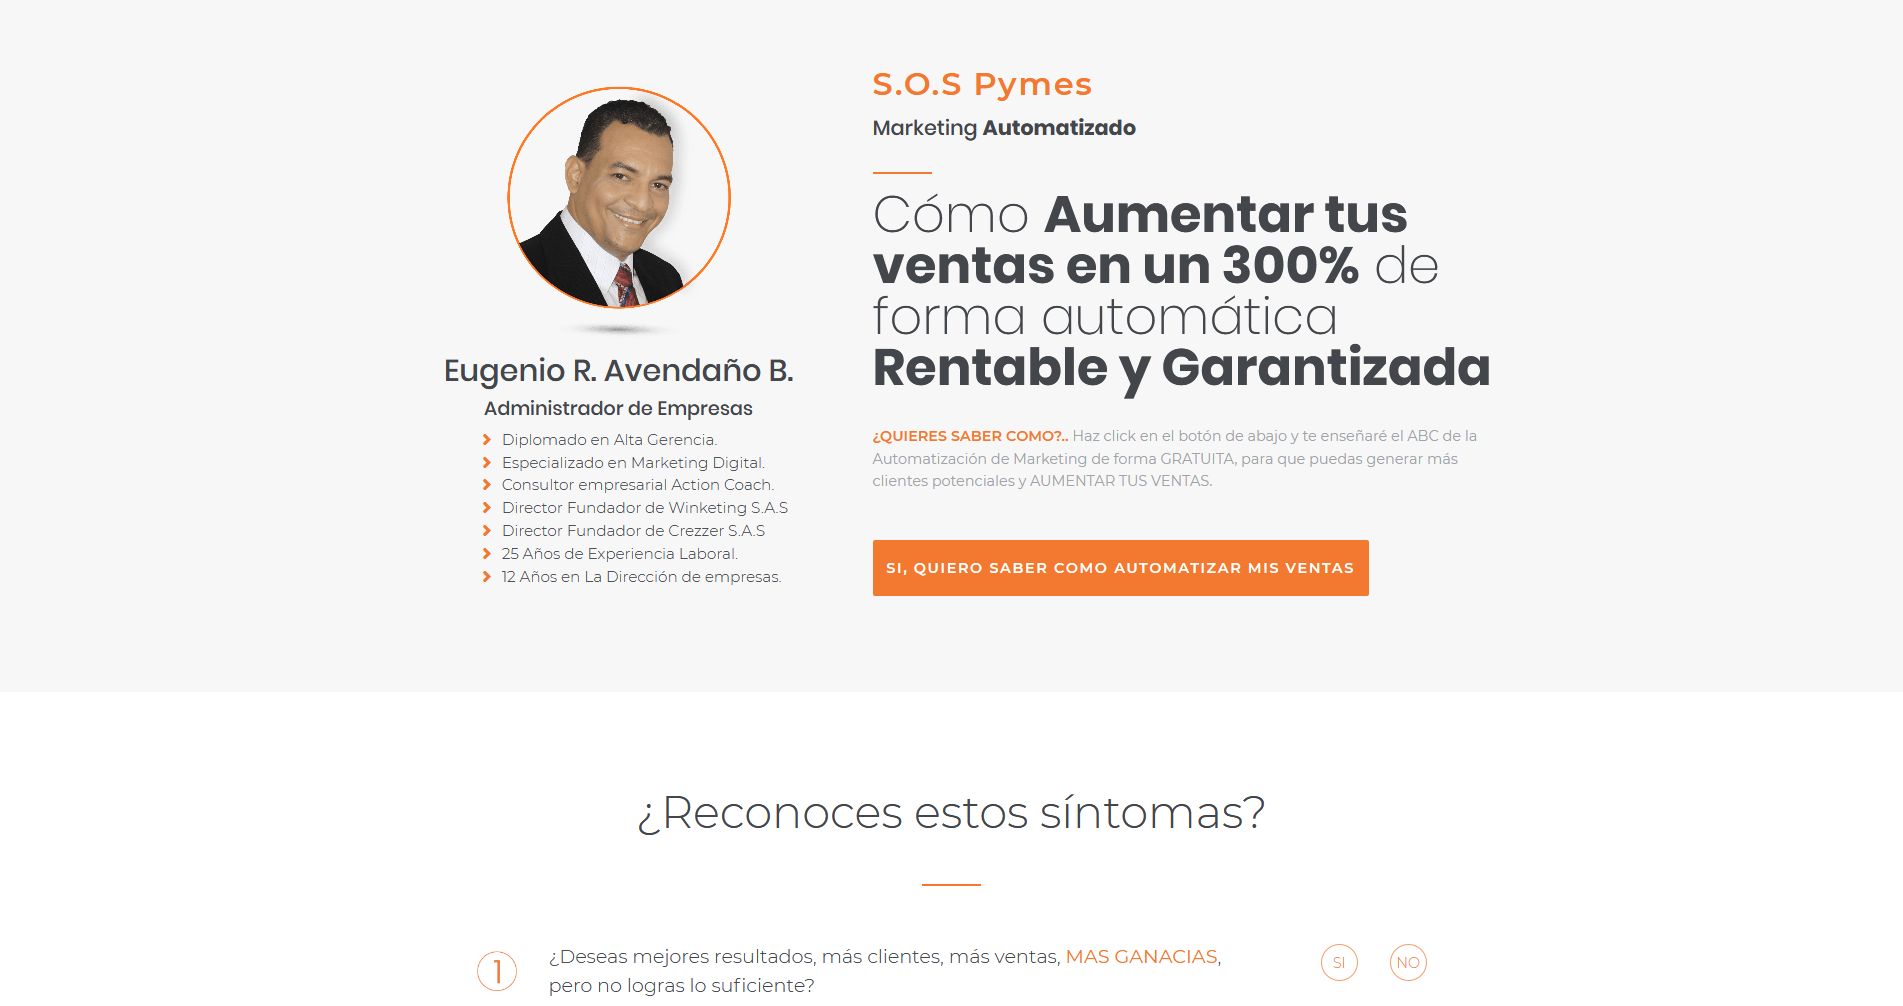 S.O.S Pymes
Marketing Automatizado
Cómo Aumentar tus
ventas en un 300% de
forma automática
Rentable y Garantizada
¿QUIERES SABER COMO?.. Haz click en el botón de abajo y te enseñaré el ABC de la
Automatización de Marketing de forma GRATUITA, para que puedas generar más
clientes potenciales y AUMENTAR TUS VENTAS.
SI, QUIERO SABER COMO AUTOMATIZAR MIS VENTAS
Eugenio R. Avendaño B.
Administrador de Empresas
Diplomado en Alta Gerencia.
Especializado en Marketing Digital.
Consultor empresarial Action Coach.
Director Fundador de Winketing S.A.S
Director Fundador de Crezzer S.A.S
25 Años de Experiencia Laboral.
12 Años en La Dirección de empresas.
¿Reconoces estos síntomas?
1
¿Deseas mejores resultados, más clientes, más ventas, MAS GANACIAS,
pero no logras lo suficiente?
SI
NO